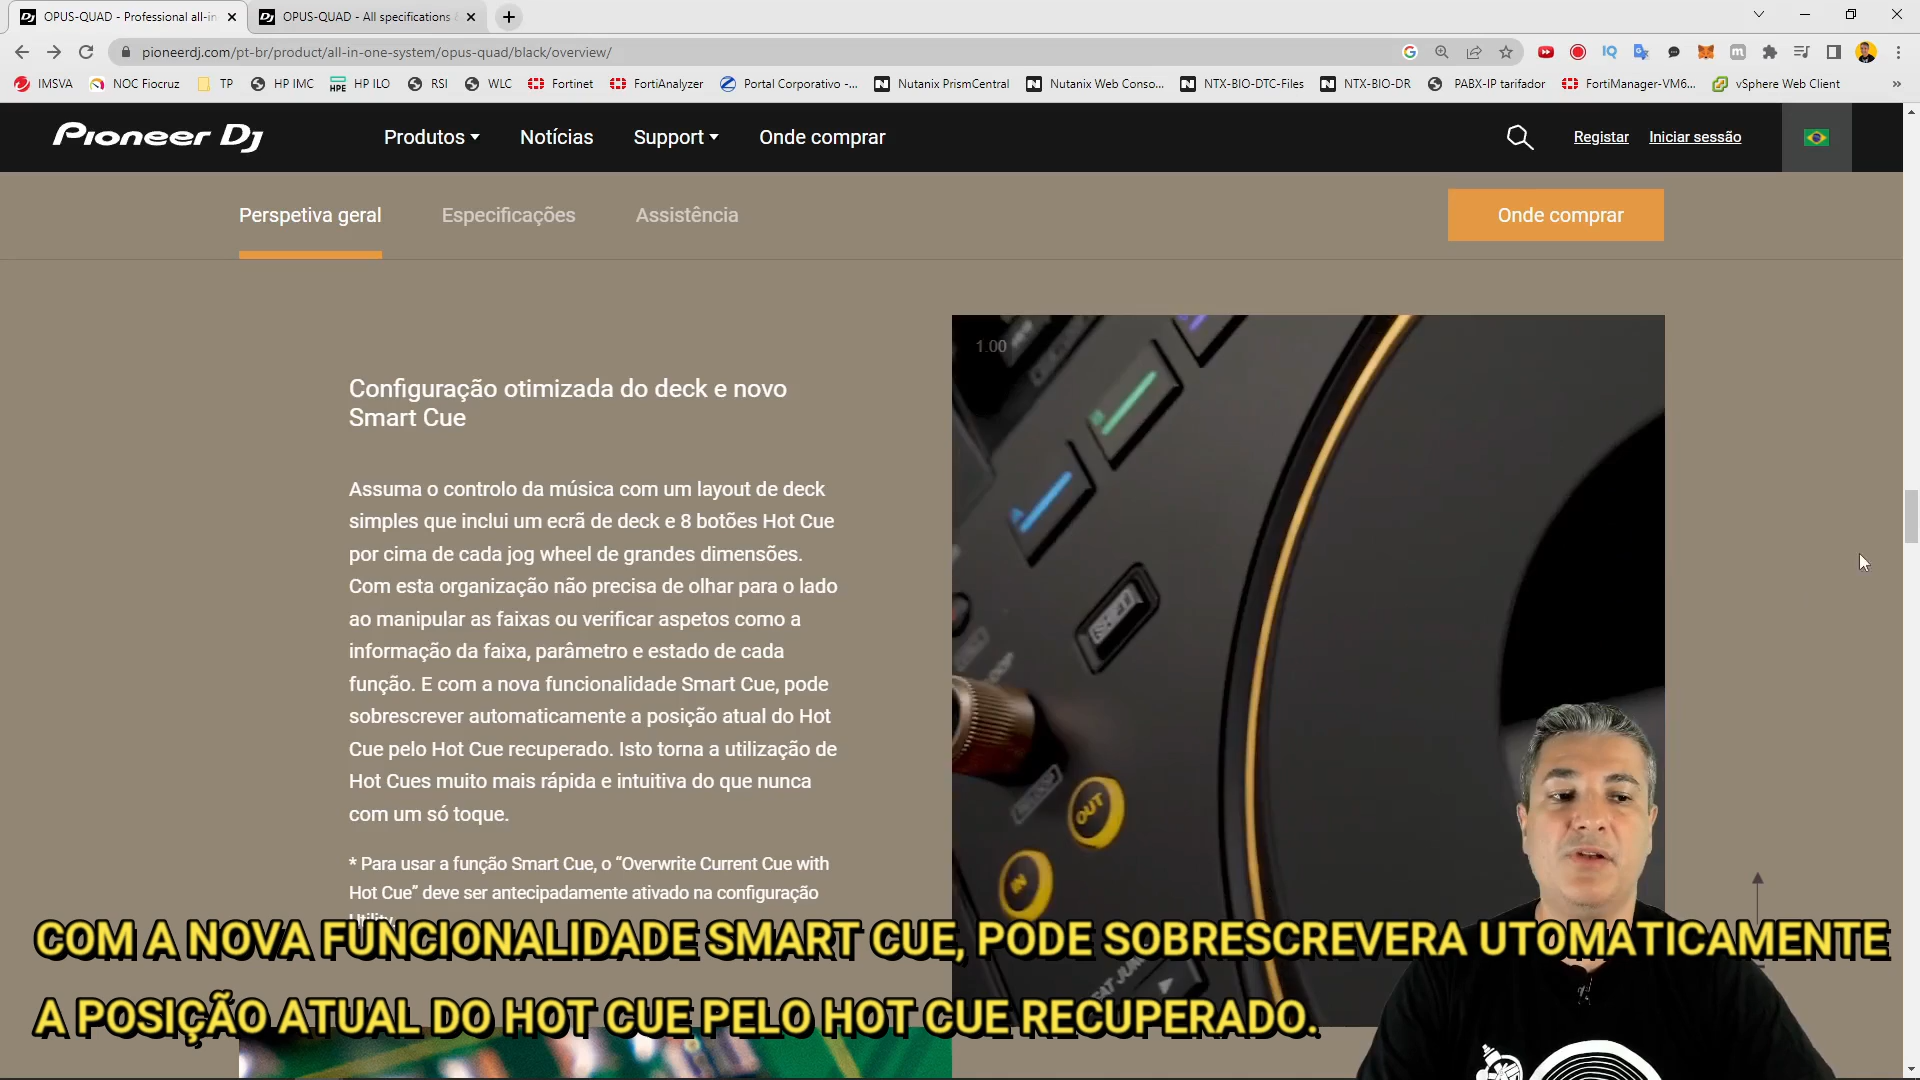 OPUS-QUAD - Professional all-in
OPUS-QUAD - All specifications
pioneerdj.com/pt-br/product/all-in-one-system/opus-quad/black/overview/
IMSVA NOC Fiocruz TP HP IMC HP ILO RSI WLC Fortinet FortiAnalyzer Portal Corporativo -... Nutanix PrismCentral Nutanix Web Conso... NTX-BIO-DTC-Files NTX-BIO-DR PABX-IP tarifador FortiManager-VM6... vSphere Web Client
Pioneer Dj Produtos Notícias Support Onde comprar Registar Iniciar sessão
Perspetiva geral Especificações Assistência Onde comprar
1.00
Configuração otimizada do deck e novo
Smart Cue
Assuma o controlo da música com um layout de deck
simples que inclui um ecrã de deck e 8 botões Hot Cue
por cima de cada jog wheel de grandes dimensões.
Com esta organização não precisa de olhar para o lado
ao manipular as faixas ou verificar aspetos como a
informação da faixa, parâmetro e estado de cada
função. E com a nova funcionalidade Smart Cue, pode
sobrescrever automaticamente a posição atual do Hot
Cue pelo Hot Cue recuperado. Isto torna a utilização de
Hot Cues muito mais rápida e intuitiva do que nunca
com um só toque.
* Para usar a função Smart Cue, o “Overwrite Current Cue with
Hot Cue” deve ser antecipadamente ativado na configuração
Utility.
OUT
IN
COM A NOVA FUNCIONALIDADE SMART CUE, PODE SOBRESCREVERA UTOMATICAMENTE
A POSIÇÃO ATUAL DO HOT CUE PELO HOT CUE RECUPERADO.